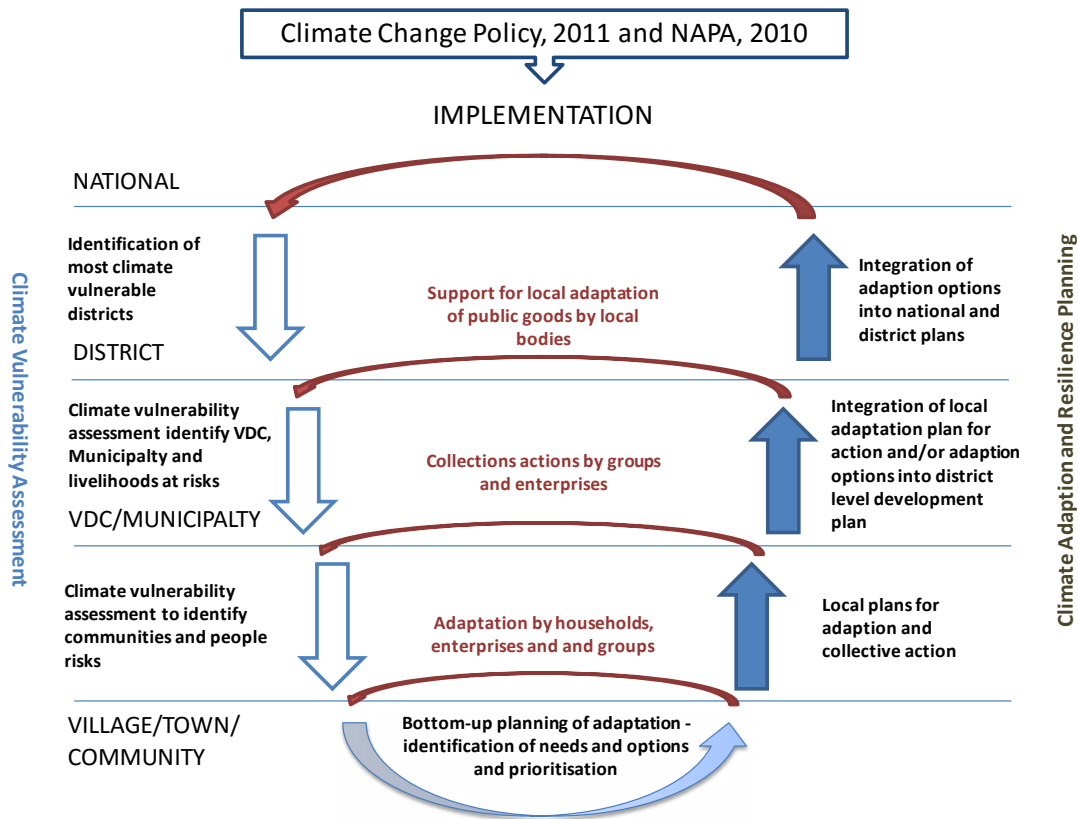 Climate Change Policy, 2011 and NAPA, 2010
IMPLEMENTATION
NATIONAL
Identification of
most climate
vulnerable
districts
Support for local adaptation
of public goods by local
bodies
Integration of
adaption options
into national and
district plans
DISTRICT
Climate vulnerability
assessment identify VDC,
Municipalty and
livelihoods at risks
Collections actions by groups
and enterprises
Integration of local
adaptation plan for
action and/or adaption
options into district
level development
plan
VDC/MUNICIPALTY
Climate vulnerability
assessment to identify
communities and people
risks
Adaptation by households,
enterprises and and groups
Local plans for
adaption and
collective action
VILLAGE/TOWN/
COMMUNITY
Bottom-up planning of adaptation -
identification of needs and options
and prioritisation
Climate Vulnerability Assessment
Climate Adaption and Resilience Planning